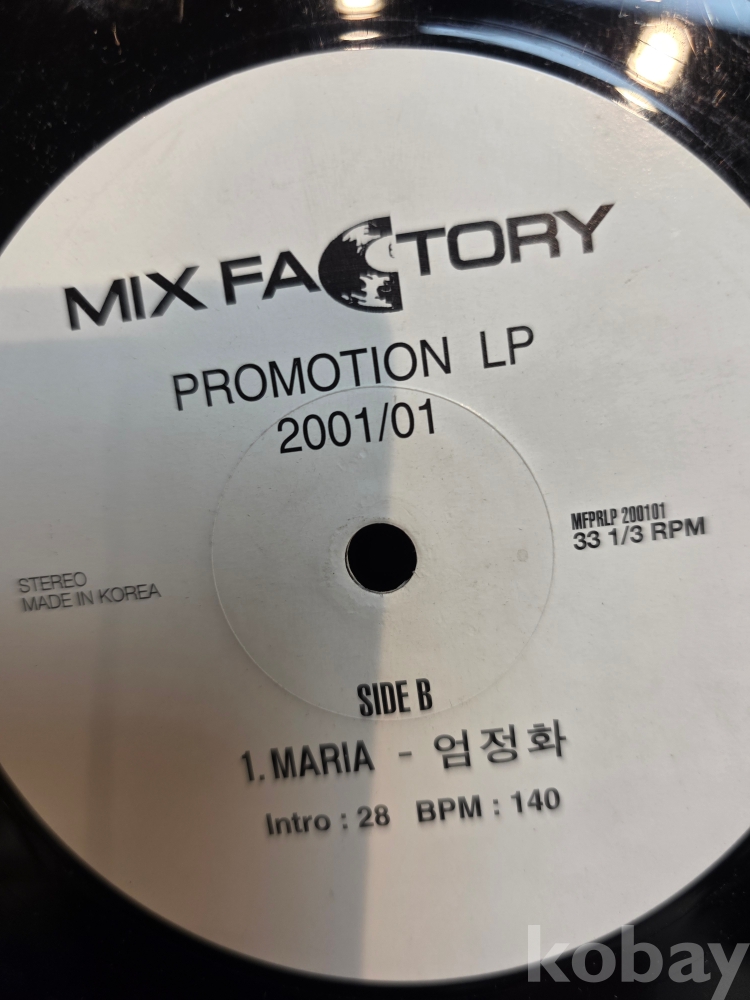 MIX FACTORY
PROMOTION LP
2001/01
MFPRLP 200101
33 1/3 RPM
STEREO
MADE IN KOREA
SIDE B
1. MARIA - 엄정화
Intro : 28 BPM : 140
kobay